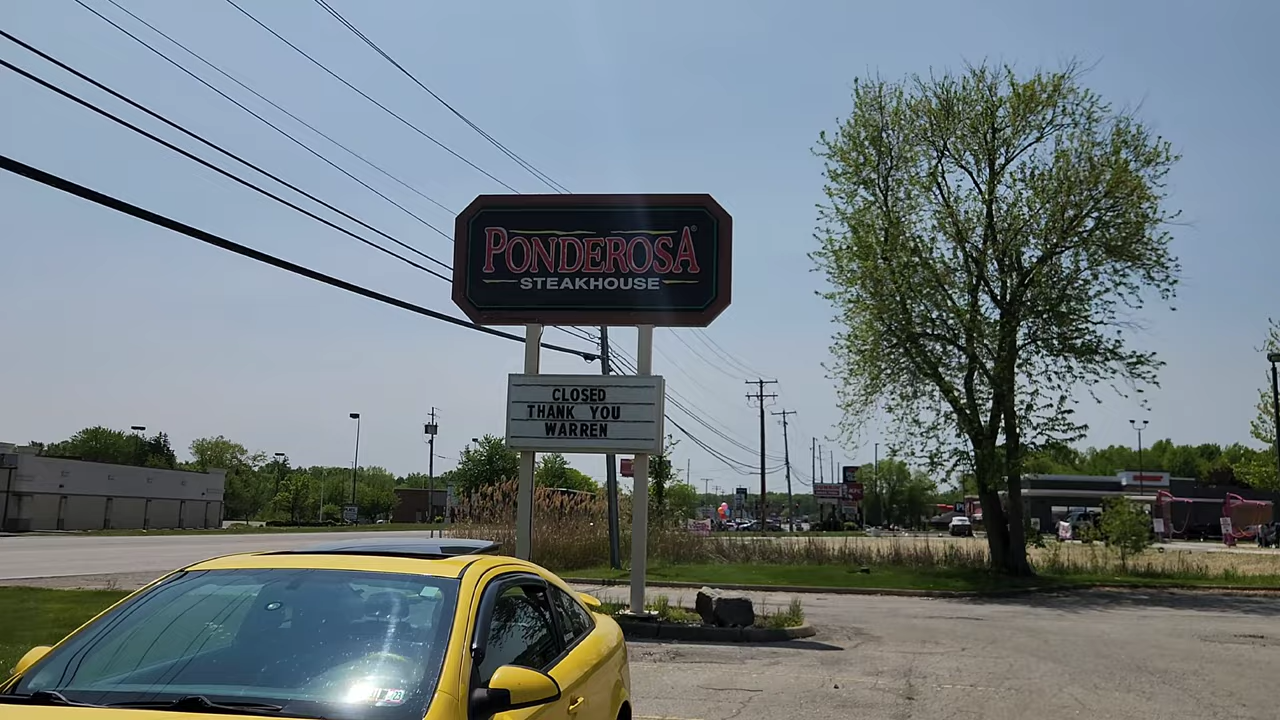 PONDEROSA®
STEAKHOUSE
CLOSED
THANK YOU
WARREN